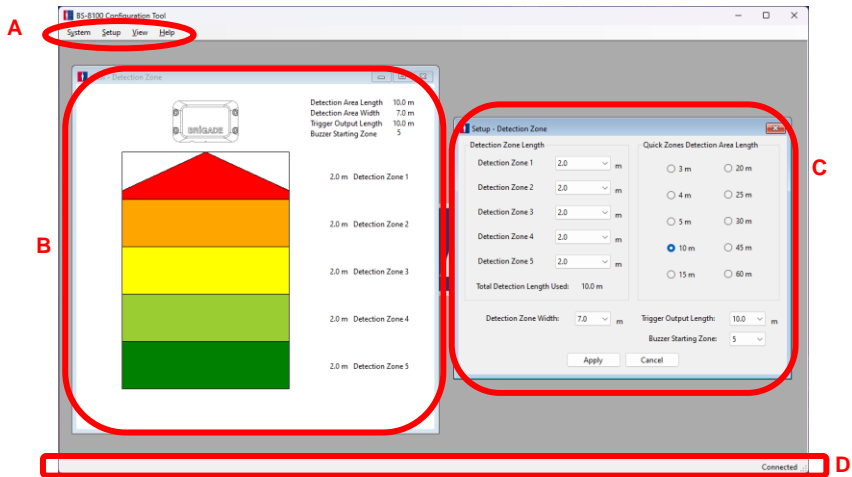 BS-8100 Configuration Tool
A
System Setup View Help
- Detection Zone
BRIGADE
Detection Area Length 10.0 m
Detection Area Width 7.0 m
Trigger Output Length 10.0 m
Buzzer Starting Zone 5
2.0 m Detection Zone 1
2.0 m Detection Zone 2
2.0 m Detection Zone 3
2.0 m Detection Zone 4
2.0 m Detection Zone 5
B
Setup - Detection Zone
Detection Zone Length
Detection Zone 1 2.0 m
Detection Zone 2 2.0 m
Detection Zone 3 2.0 m
Detection Zone 4 2.0 m
Detection Zone 5 2.0 m
Total Detection Length Used: 10.0 m
Quick Zones Detection Area Length
3 m 20 m
4 m 25 m
5 m 30 m
10 m 45 m
15 m 60 m
Detection Zone Width: 7.0 m
Trigger Output Length: 10.0 m
Buzzer Starting Zone: 5
Apply Cancel
C
Connected
D